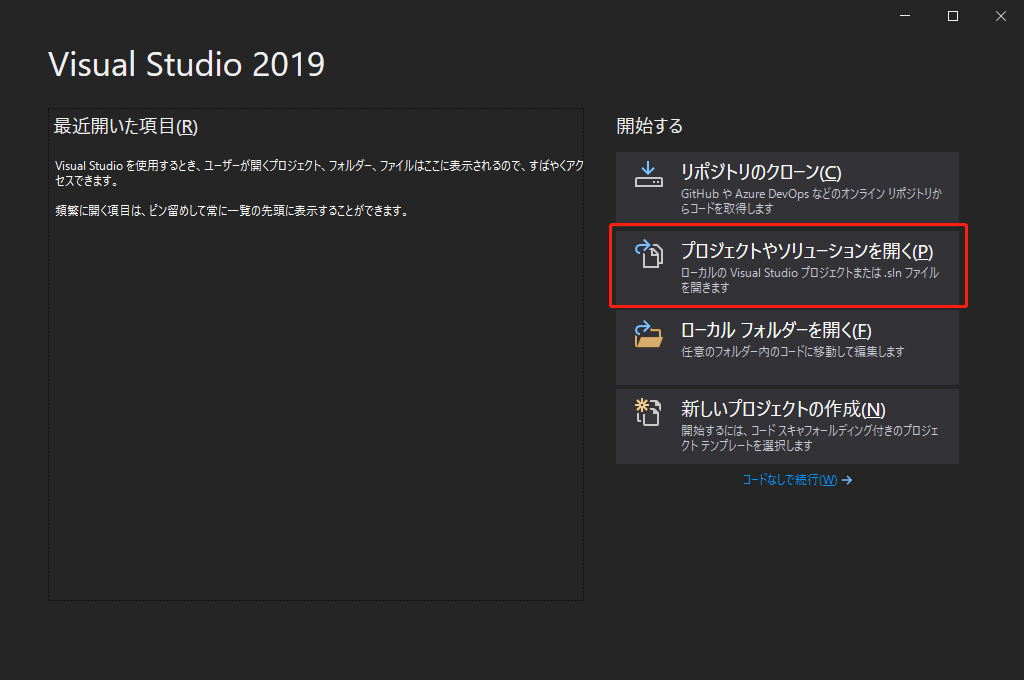 Visual Studio 2019
最近開いた項目(R)
Visual Studio を使用するとき、ユーザーが開くプロジェクト、フォルダー、ファイルはここに表示されるので、すばやくアク
セスできます。
頻繁に開く項目は、ピン留めして常に一覧の先頭に表示することができます。
開始する
リポジトリのクローン(C)
GitHub や Azure DevOps などのオンライン リポジトリか
らコードを取得します
プロジェクトやソリューションを開く(P)
ローカルの Visual Studio プロジェクトまたは .sln ファイル
を開きます
ローカル フォルダーを開く(F)
任意のフォルダー内のコードに移動して編集します
新しいプロジェクトの作成(N)
開始するには、コード スキャフォールディング付きのプロジェ
クト テンプレートを選択します
コードなしで続行(W) →